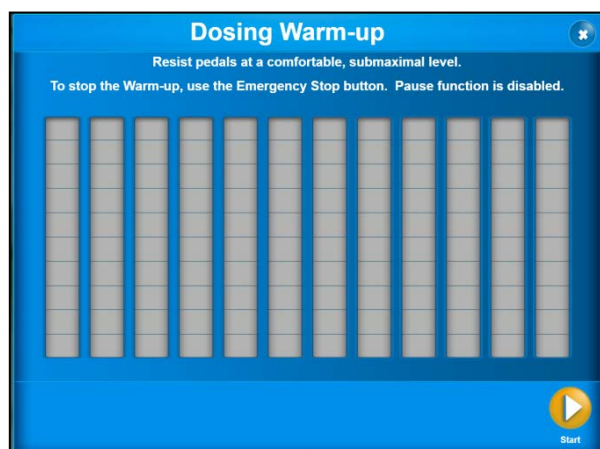 Dosing Warm-up
Resist pedals at a comfortable, submaximal level.
To stop the Warm-up, use the Emergency Stop button. Pause function is disabled.
Start